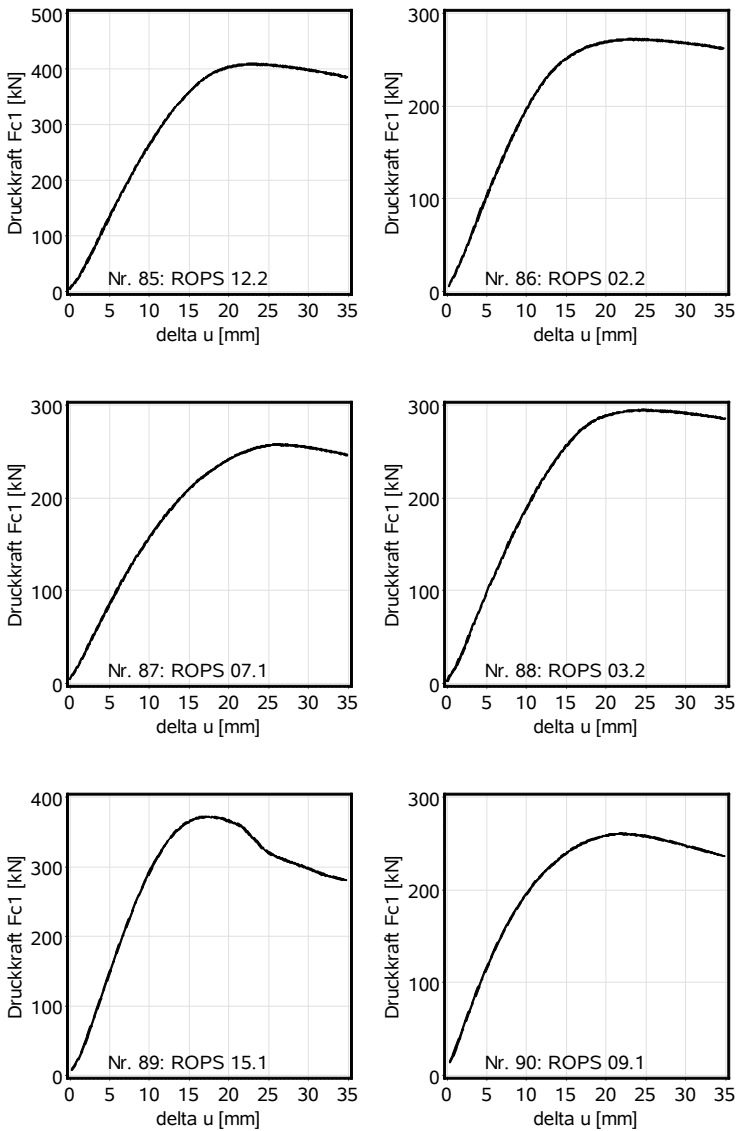 500
400
300
200
100
0
Druckkraft Fc1 [kN]
Nr. 85: ROPS 12.2
0 5 10 15 20 25 30 35
delta u [mm]
300
200
100
0
Druckkraft Fc1 [kN]
Nr. 86: ROPS 02.2
0 5 10 15 20 25 30 35
delta u [mm]
300
200
100
0
Druckkraft Fc1 [kN]
Nr. 87: ROPS 07.1
0 5 10 15 20 25 30 35
delta u [mm]
300
200
100
0
Druckkraft Fc1 [kN]
Nr. 88: ROPS 03.2
0 5 10 15 20 25 30 35
delta u [mm]
400
300
200
100
0
Druckkraft Fc1 [kN]
Nr. 89: ROPS 15.1
0 5 10 15 20 25 30 35
delta u [mm]
300
200
100
0
Druckkraft Fc1 [kN]
Nr. 90: ROPS 09.1
0 5 10 15 20 25 30 35
delta u [mm]